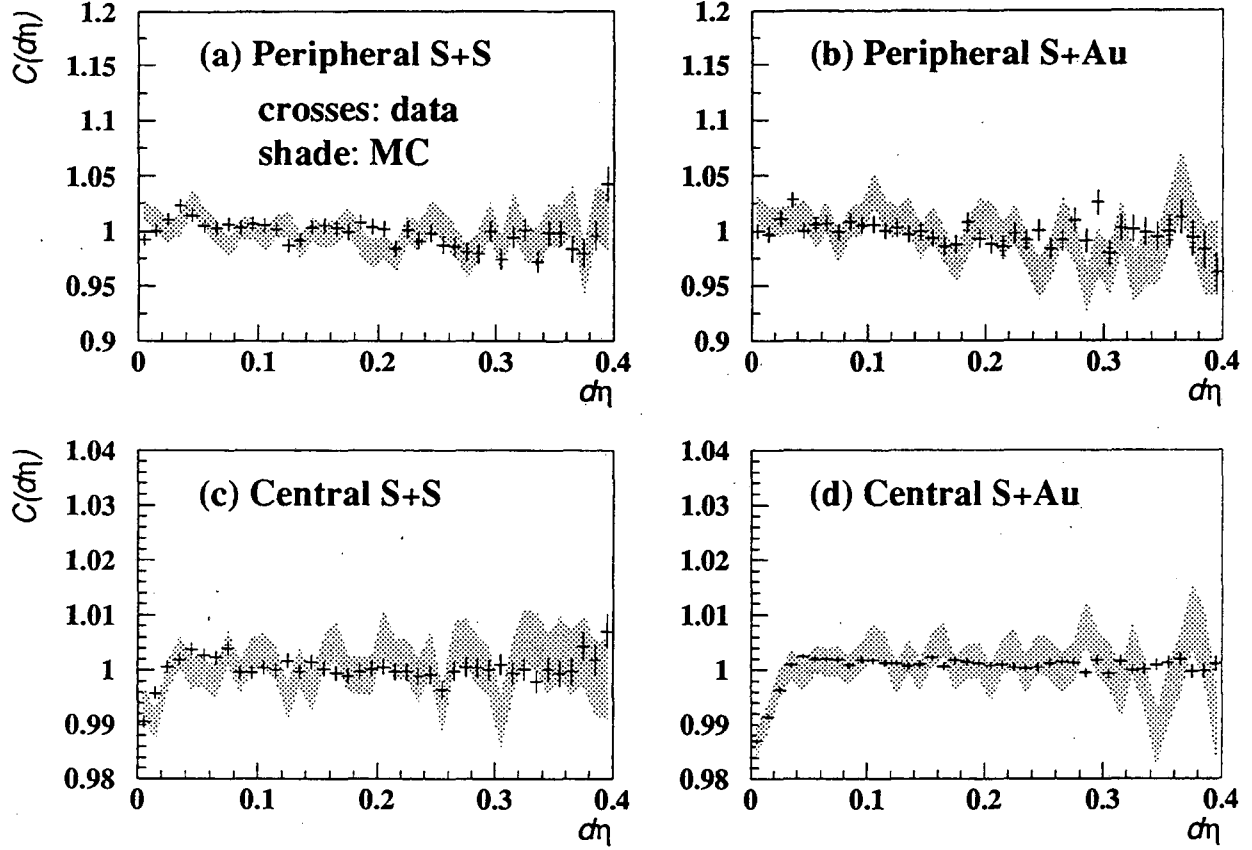 C(dη)
1.2
1.15
1.1
1.05
1
0.95
0.9
(a) Peripheral S+S
crosses: data
shade: MC
0 0.1 0.2 0.3 0.4
dη
1.2
1.15
1.1
1.05
1
0.95
0.9
(b) Peripheral S+Au
0 0.1 0.2 0.3 0.4
dη
C(dη)
1.04
1.03
1.02
1.01
1
0.99
0.98
(c) Central S+S
0 0.1 0.2 0.3 0.4
dη
1.04
1.03
1.02
1.01
1
0.99
0.98
(d) Central S+Au
0 0.1 0.2 0.3 0.4
dη